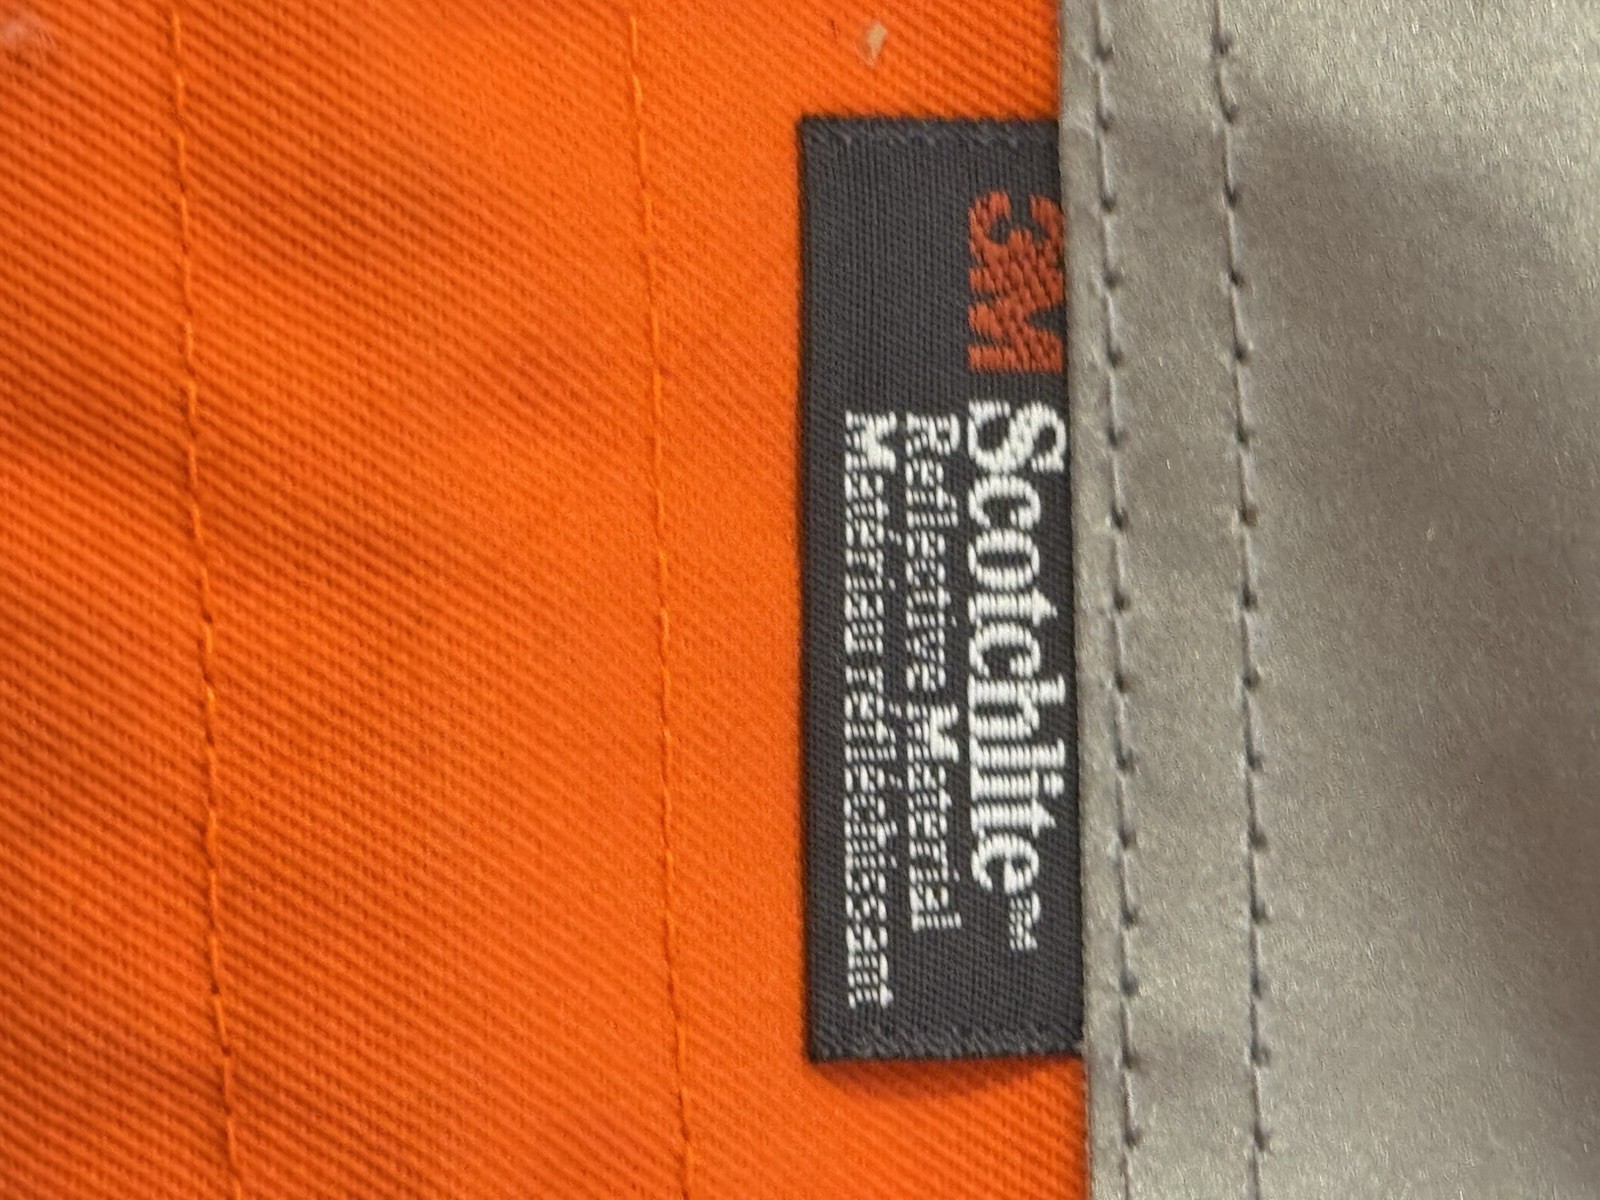 3M
Scotchlite™
Reflective Material
Matériau réfléchissant